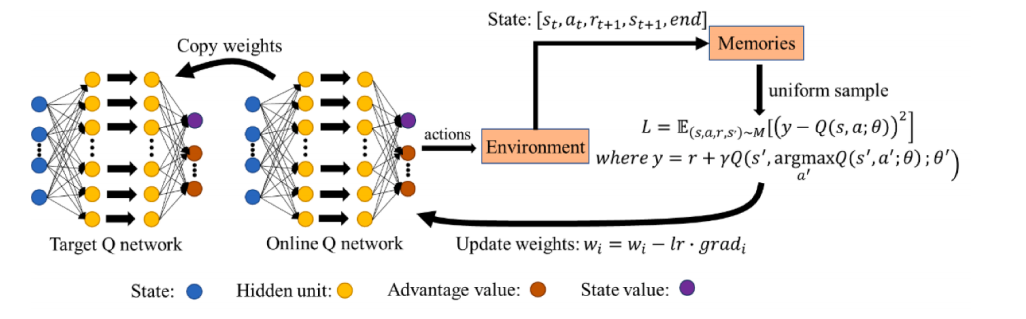 State: [s_t, a_t, r_{t+1}, s_{t+1}, end]
Copy weights
Memories
uniform sample
actions
Environment
L = 𝔼_{(s,a,r,s')~M}[(y − Q(s, a; θ))^2]
where y = r + γQ(s', argmax_{a'} Q(s', a'; θ) ; θ')
Target Q network
Online Q network
Update weights: w_i = w_i − lr · grad_i
State:
Hidden unit:
Advantage value:
State value: